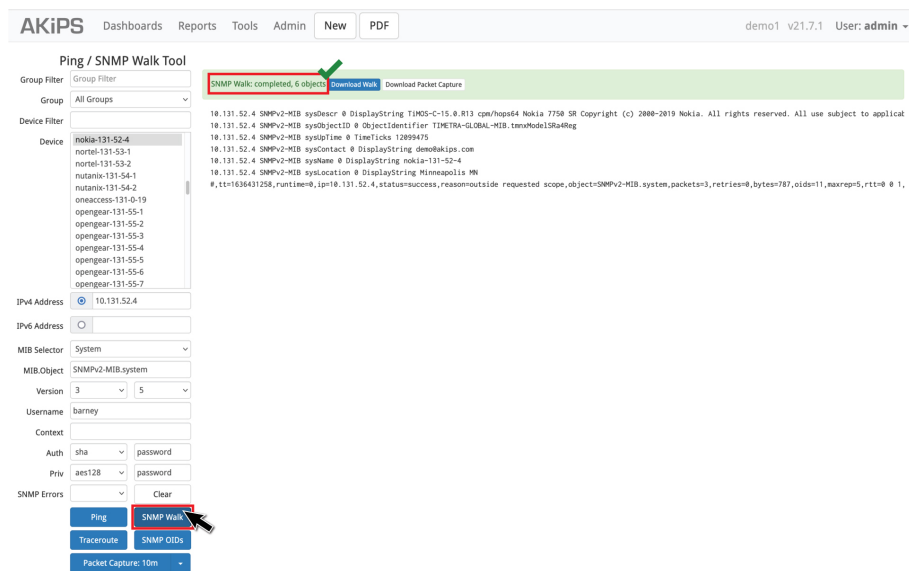 AKiPS Dashboards Reports Tools Admin New PDF demo1 v21.7.1 User: admin
Ping / SNMP Walk Tool
Group Filter Group Filter
SNMP Walk: completed, 6 objects Download Walk Download Packet Capture
Group All Groups
Device Filter
Device nokia-131-52-4
nortel-131-53-1
nortel-131-53-2
nutanix-131-54-1
nutanix-131-54-2
oneaccess-131-0-19
opengear-131-55-1
opengear-131-55-2
opengear-131-55-3
opengear-131-55-4
opengear-131-55-5
opengear-131-55-6
opengear-131-55-7
10.131.52.4 SNMPv2-MIB sysDescr 0 DisplayString TiMOS-C-15.0.R13 cpm/hops64 Nokia 7750 SR Copyright (c) 2000-2019 Nokia. All rights reserved. All use subject to applicat
10.131.52.4 SNMPv2-MIB sysObjectID 0 ObjectIdentifier TIMETRA-GLOBAL-MIB.tmnxModelSRa4Reg
10.131.52.4 SNMPv2-MIB sysUpTime 0 TimeTicks 12099475
10.131.52.4 SNMPv2-MIB sysContact 0 DisplayString demo@akips.com
10.131.52.4 SNMPv2-MIB sysName 0 DisplayString nokia-131-52-4
10.131.52.4 SNMPv2-MIB sysLocation 0 DisplayString Minneapolis MN
#,tt=1636431258,runtime=0,ip=10.131.52.4,status=success,reason=outside requested scope,object=SNMPv2-MIB.system,packets=3,retries=0,bytes=787,oids=11,maxrep=5,rtt=0 0 1,
IPv4 Address 10.131.52.4
IPv6 Address
MIB Selector System
MIB.Object SNMPv2-MIB.system
Version 3 5
Username barney
Context
Auth sha password
Priv aes128 password
SNMP Errors Clear
Ping SNMP Walk
Traceroute SNMP OIDs
Packet Capture: 10m